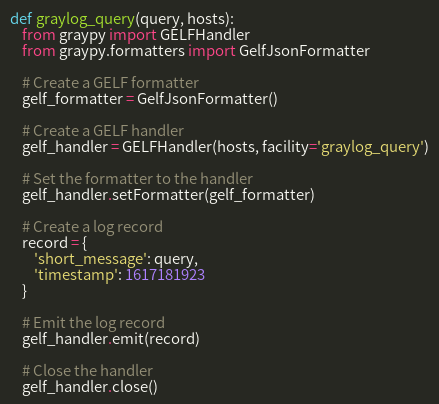 def graylog_query(query, hosts):
from graypy import GELFHandler
from graypy.formatters import GelfJsonFormatter
# Create a GELF formatter
gelf_formatter = GelfJsonFormatter()
# Create a GELF handler
gelf_handler = GELFHandler(hosts, facility='graylog_query')
# Set the formatter to the handler
gelf_handler.setFormatter(gelf_formatter)
# Create a log record
record = {
'short_message': query,
'timestamp': 1617181923
}
# Emit the log record
gelf_handler.emit(record)
# Close the handler
gelf_handler.close()